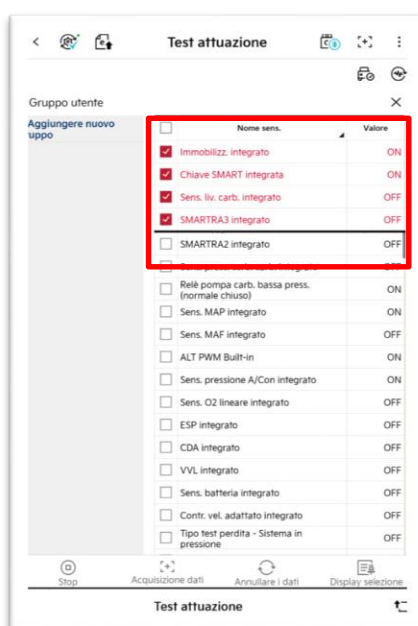 Test attuazione
Gruppo utente
Aggiungere nuovo
uppo
Nome sens. Valore
Immobilizz. integrato ON
Chiave SMART integrata ON
Sens. liv. carb. integrato OFF
SMARTRA3 integrato OFF
SMARTRA2 integrato OFF
Relè pompa carb. bassa press.
(normale chiuso) ON
Sens. MAP integrato ON
Sens. MAF integrato OFF
ALT PWM Built-in ON
Sens. pressione A/Con integrato ON
Sens. O2 lineare integrato OFF
ESP integrato OFF
CDA integrato OFF
VVL integrato OFF
Sens. batteria integrato OFF
Contr. vel. adattato integrato OFF
Tipo test perdita - Sistema in
pressione OFF
Stop Acquisizione dati Annullare i dati Display selezione
Test attuazione